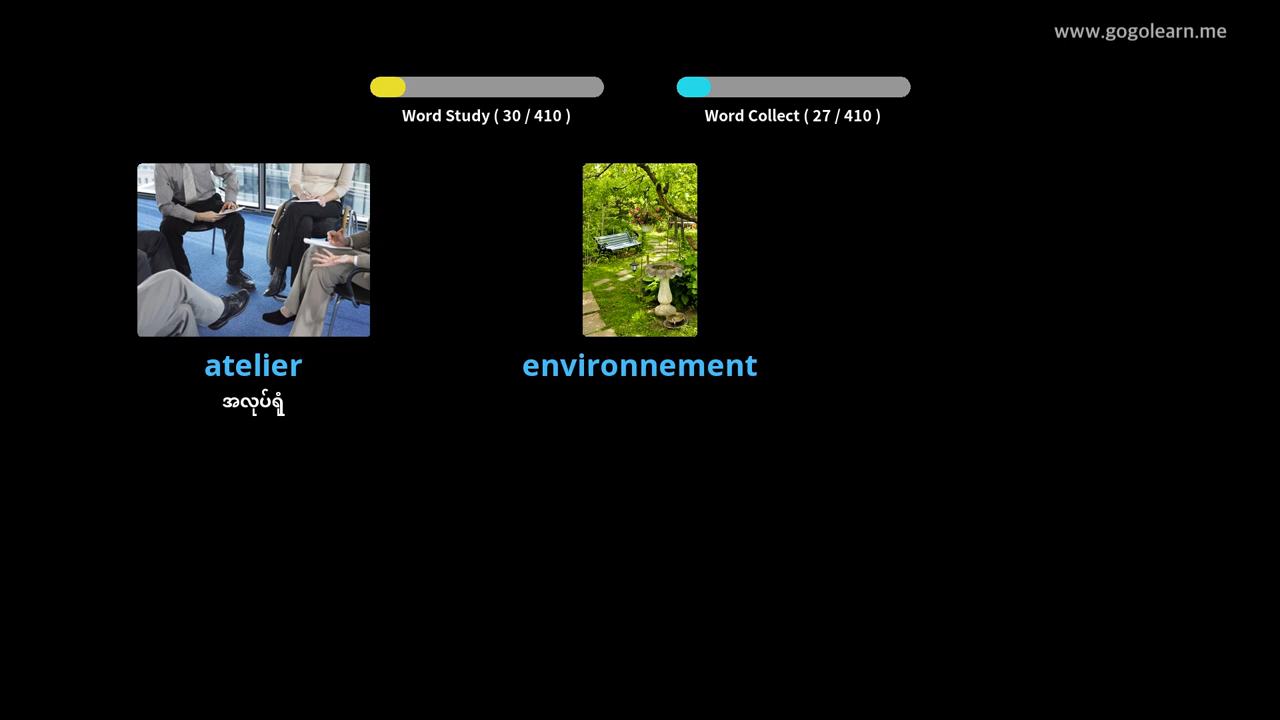 www.gogolearn.me
Word Study ( 30 / 410 )
Word Collect ( 27 / 410 )
atelier
အလုပ်ရုံ
environnement